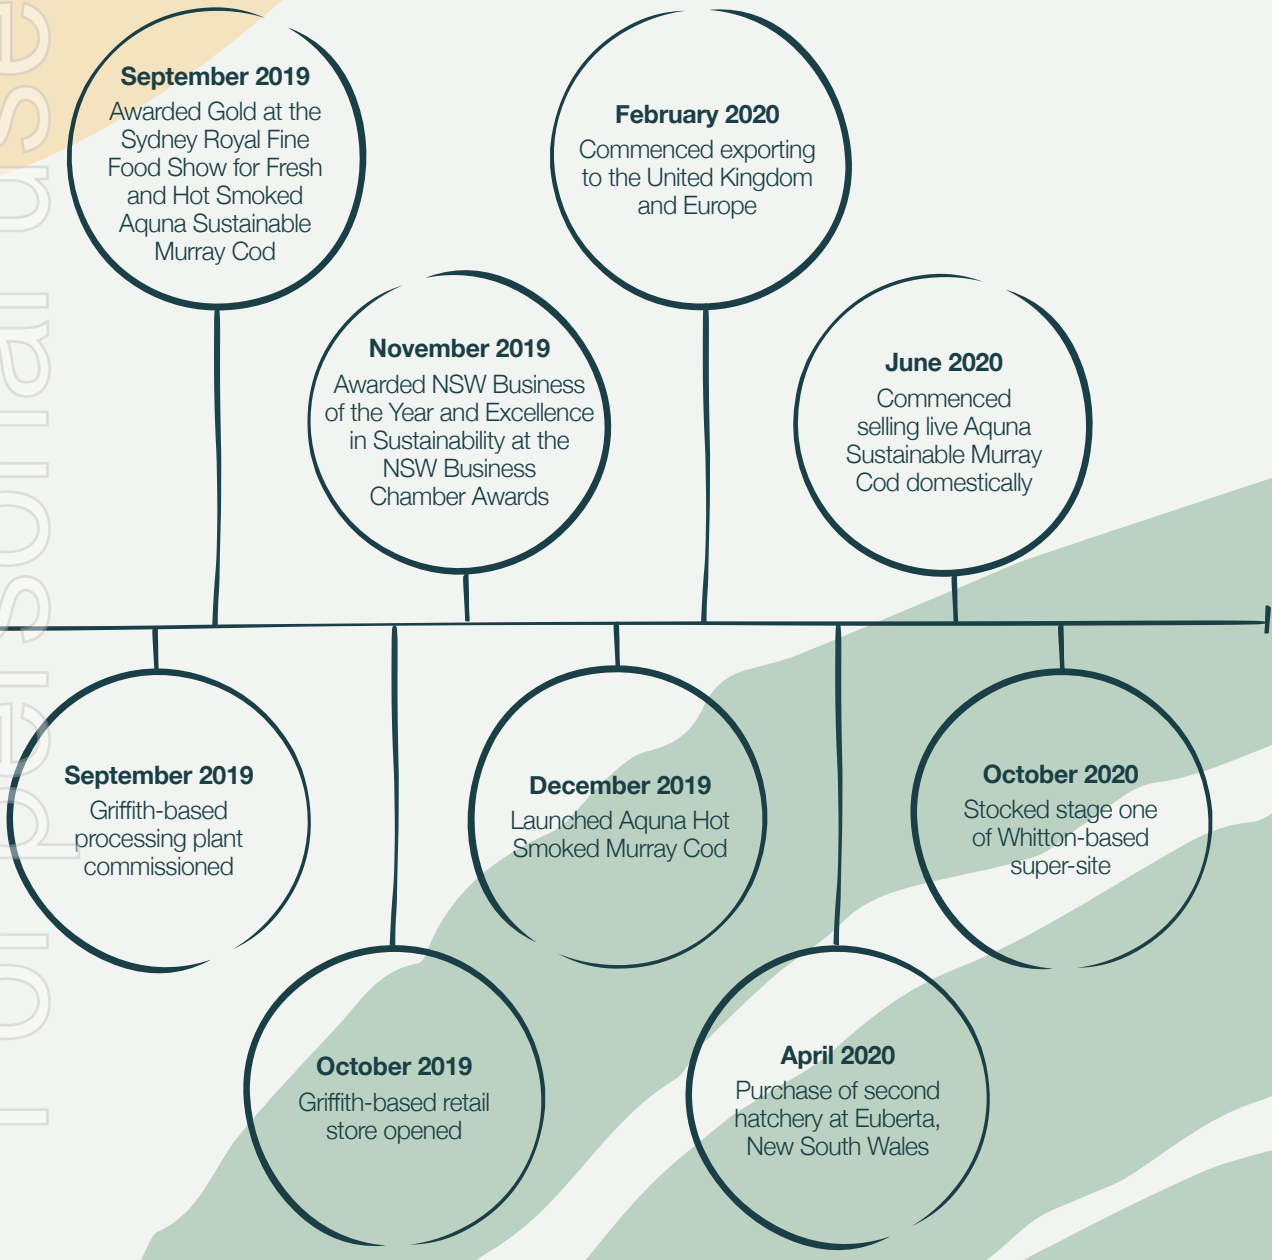 September 2019
Awarded Gold at the
Sydney Royal Fine
Food Show for Fresh
and Hot Smoked
Aquna Sustainable
Murray Cod
February 2020
Commenced exporting
to the United Kingdom
and Europe
November 2019
Awarded NSW Business
of the Year and Excellence
in Sustainability at the
NSW Business
Chamber Awards
June 2020
Commenced
selling live Aquna
Sustainable Murray
Cod domestically
September 2019
Griffith-based
processing plant
commissioned
December 2019
Launched Aquna Hot
Smoked Murray Cod
October 2020
Stocked stage one
of Whitton-based
super-site
October 2019
Griffith-based retail
store opened
April 2020
Purchase of second
hatchery at Euberta,
New South Wales
For personal use